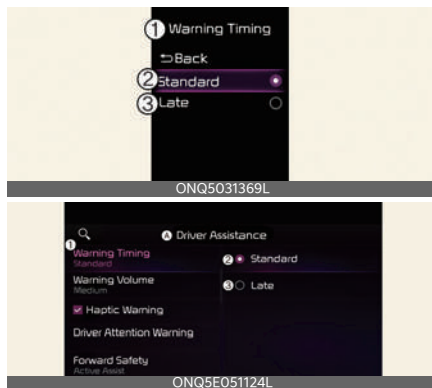 ① Warning Timing
⮌Back
② Standard
③ Late
ONQ5031369L
Ⓐ Driver Assistance
① Warning Timing
Standard
② Standard
Warning Volume
Medium
③ Late
Haptic Warning
Driver Attention Warning
Forward Safety
Active Assist
ONQ5E051124L